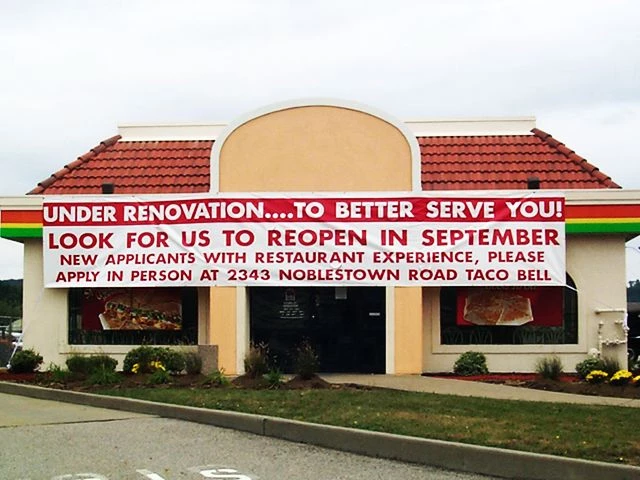 UNDER RENOVATION....TO BETTER SERVE YOU!
LOOK FOR US TO REOPEN IN SEPTEMBER
NEW APPLICANTS WITH RESTAURANT EXPERIENCE, PLEASE
APPLY IN PERSON AT 2343 NOBLESTOWN ROAD TACO BELL